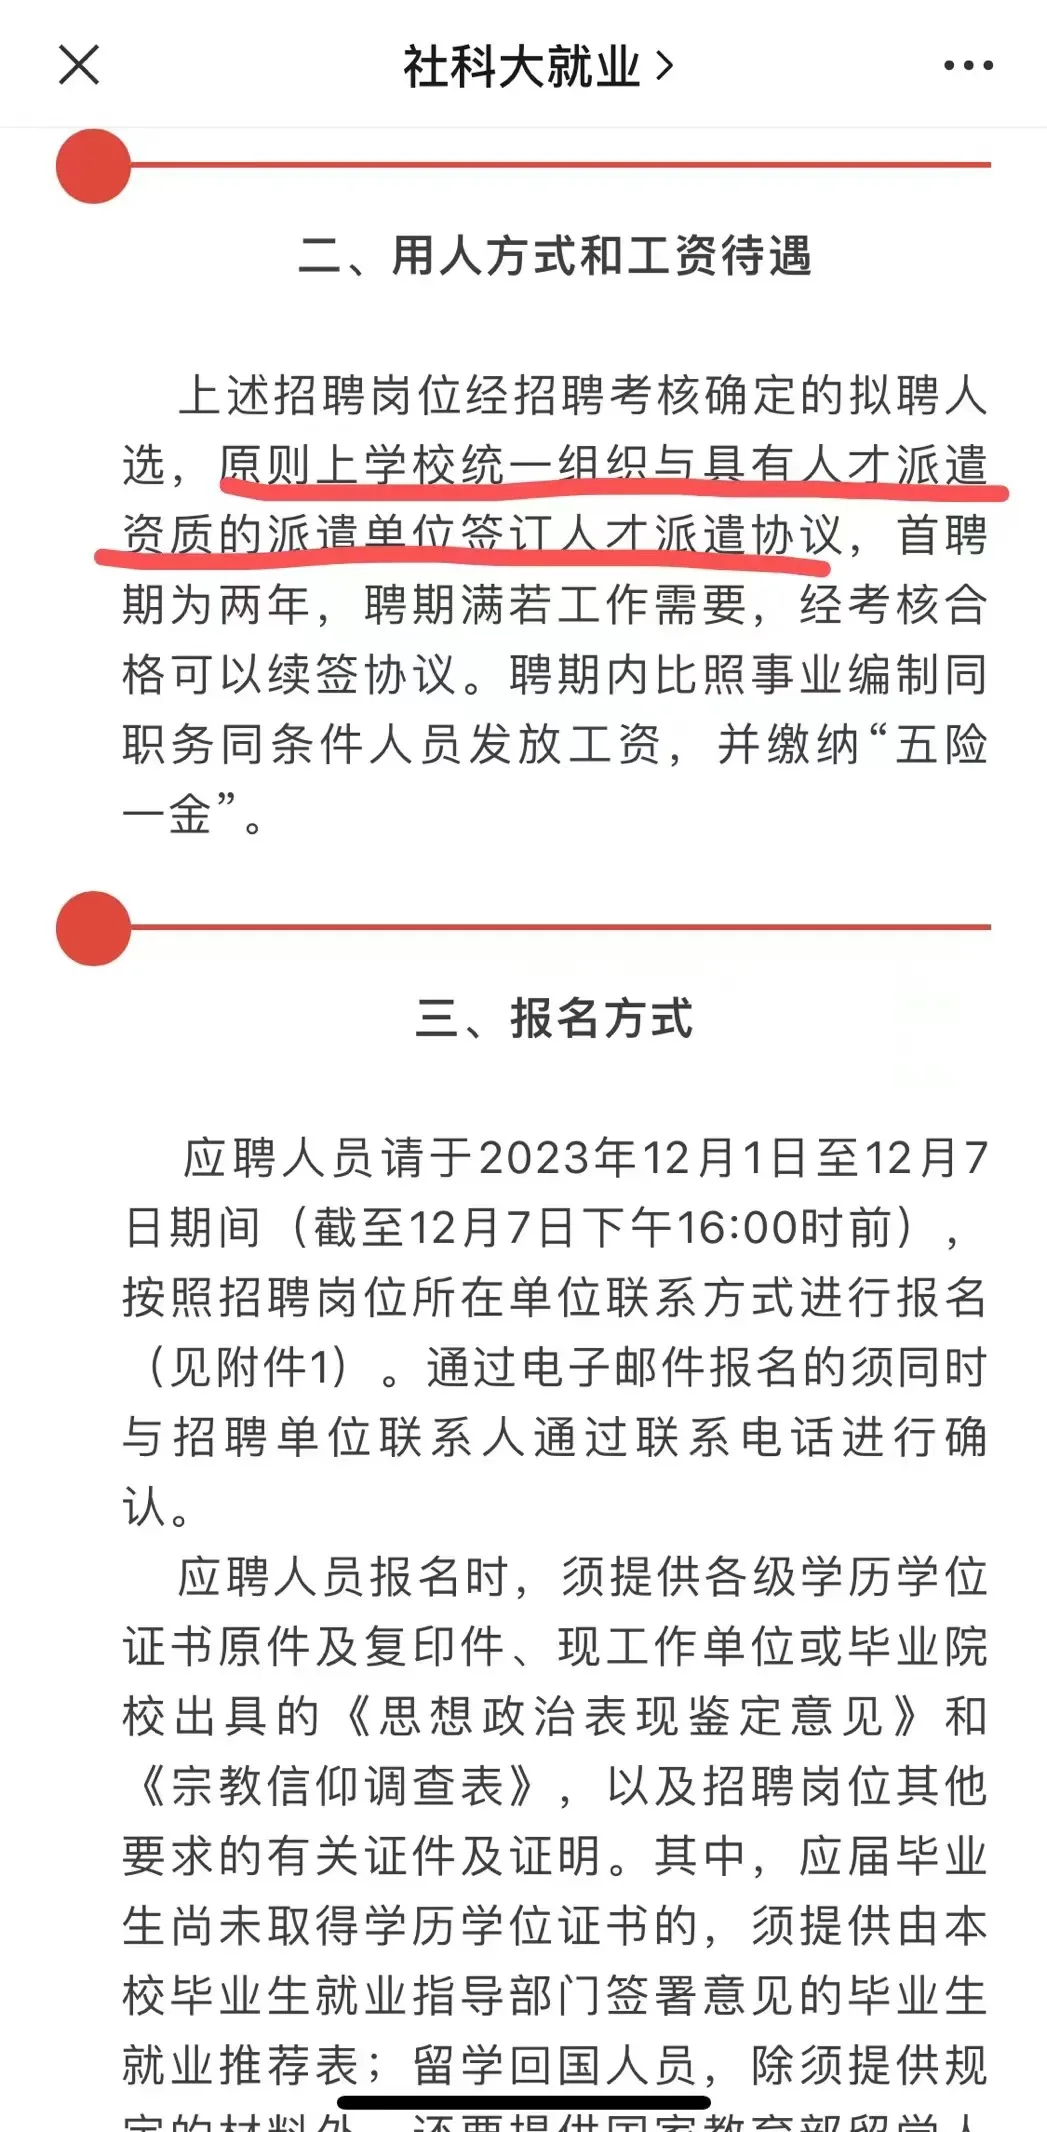 社科大就业
二、用人方式和工资待遇
上述招聘岗位经招聘考核确定的拟聘人
选，原则上学校统一组织与具有人才派遣
资质的派遣单位签订人才派遣协议，首聘
期为两年，聘期满若工作需要，经考核合
格可以续签协议。聘期内比照事业编制同
职务同条件人员发放工资，并缴纳“五险
一金”。
三、报名方式
应聘人员请于2023年12月1日至12月7
日期间（截至12月7日下午16:00时前），
按照招聘岗位所在单位联系方式进行报名
（见附件1）。通过电子邮件报名的须同时
与招聘单位联系人通过联系电话进行确
认。
应聘人员报名时，须提供各级学历学位
证书原件及复印件、现工作单位或毕业院
校出具的《思想政治表现鉴定意见》和
《宗教信仰调查表》，以及招聘岗位其他
要求的有关证件及证明。其中，应届毕业
生尚未取得学历学位证书的，须提供由本
校毕业生就业指导部门签署意见的毕业生
就业推荐表；留学回国人员，除须提供规
定的材料外，还要提供国家教育部留学人